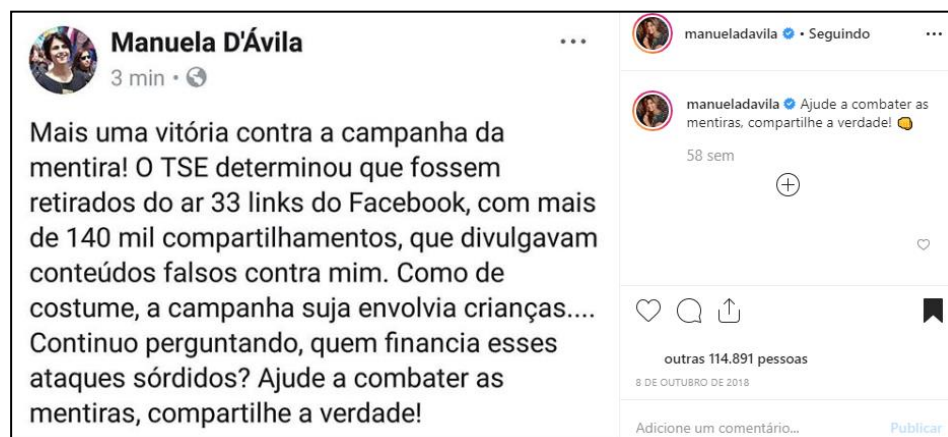 Manuela D'Ávila
3 min •
Mais uma vitória contra a campanha da
mentira! O TSE determinou que fossem
retirados do ar 33 links do Facebook, com mais
de 140 mil compartilhamentos, que divulgavam
conteúdos falsos contra mim. Como de
costume, a campanha suja envolvia crianças....
Continuo perguntando, quem financia esses
ataques sórdidos? Ajude a combater as
mentiras, compartilhe a verdade!
manueladavila • Seguindo
manueladavila Ajude a combater as
mentiras, compartilhe a verdade!
58 sem
outras 114.891 pessoas
8 DE OUTUBRO DE 2018
Adicione um comentário... Publicar